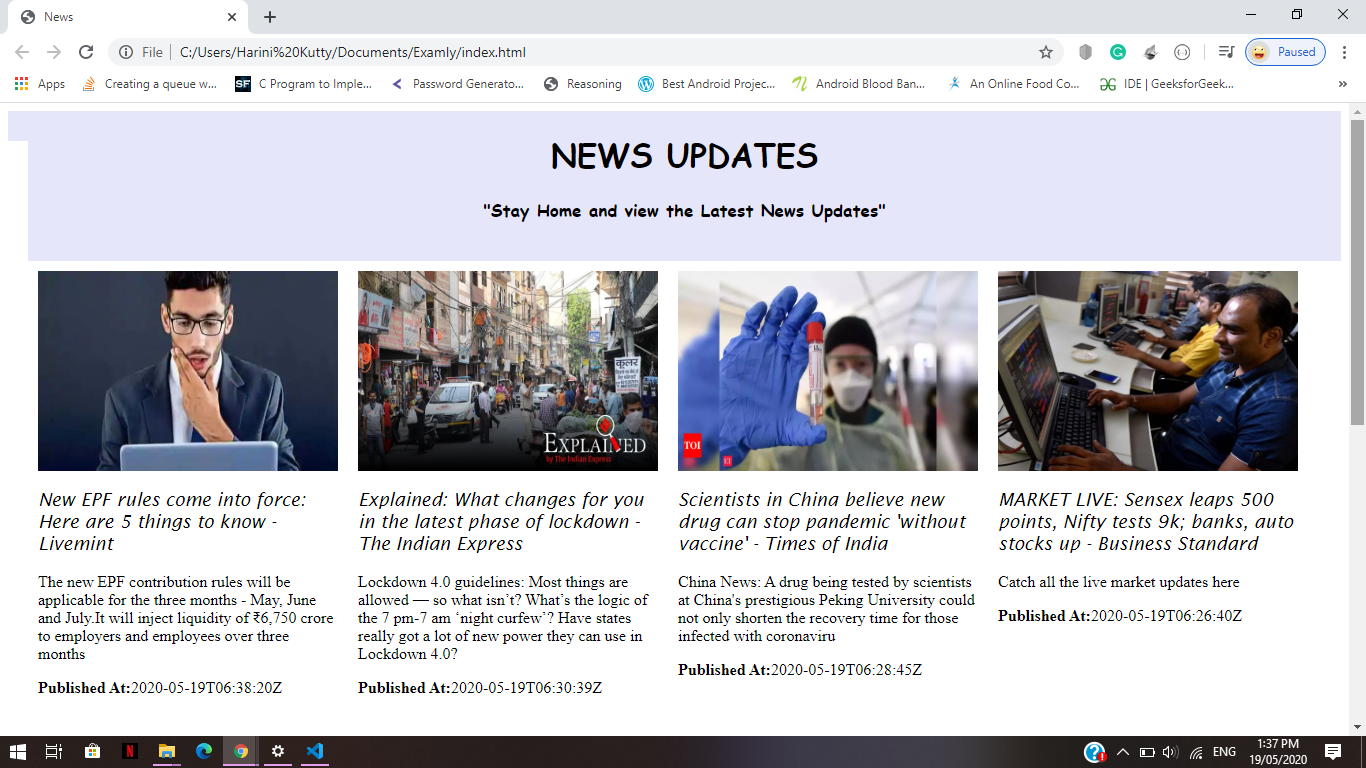 News
File
C:/Users/Harini%20Kutty/Documents/Examly/index.html
Paused
Apps
Creating a queue w...
SF
C Program to Imple...
Password Generato...
Reasoning
Best Android Projec...
Android Blood Ban...
An Online Food Co...
IDE | GeeksforGeek...
»
NEWS UPDATES
"Stay Home and view the Latest News Updates"
कूलर
EXPLAINED
by The Indian Express
TOI
ET
New EPF rules come into force:
Here are 5 things to know -
Livemint
The new EPF contribution rules will be
applicable for the three months - May, June
and July.It will inject liquidity of ₹6,750 crore
to employers and employees over three
months
Published At:2020-05-19T06:38:20Z
Explained: What changes for you
in the latest phase of lockdown -
The Indian Express
Lockdown 4.0 guidelines: Most things are
allowed — so what isn’t? What’s the logic of
the 7 pm-7 am ‘night curfew’? Have states
really got a lot of new power they can use in
Lockdown 4.0?
Published At:2020-05-19T06:30:39Z
Scientists in China believe new
drug can stop pandemic 'without
vaccine' - Times of India
China News: A drug being tested by scientists
at China's prestigious Peking University could
not only shorten the recovery time for those
infected with coronaviru
Published At:2020-05-19T06:28:45Z
MARKET LIVE: Sensex leaps 500
points, Nifty tests 9k; banks, auto
stocks up - Business Standard
Catch all the live market updates here
Published At:2020-05-19T06:26:40Z
N
ENG
1:37 PM
19/05/2020